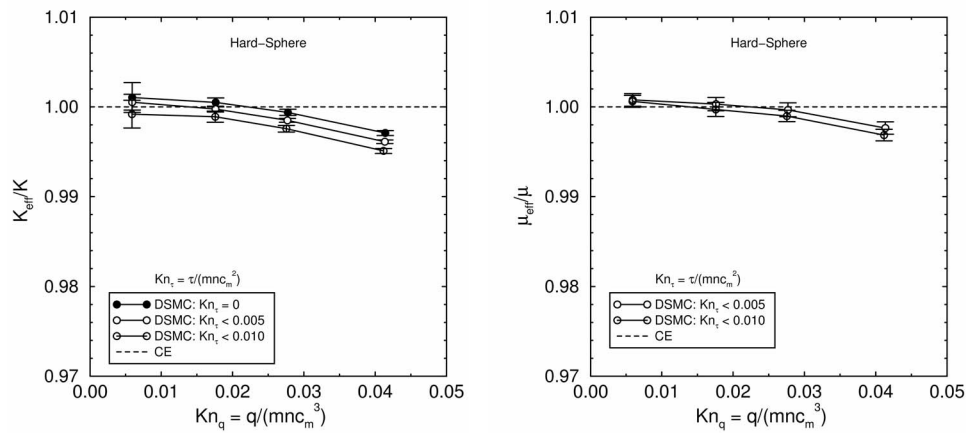 1.01
1.00
0.99
0.98
0.97
K_eff/K
Hard–Sphere
Kn_τ = τ/(mnc_m^2)
DSMC: Kn_τ = 0
DSMC: Kn_τ < 0.005
DSMC: Kn_τ < 0.010
CE
0.00 0.01 0.02 0.03 0.04 0.05
Kn_q = q/(mnc_m^3)
1.01
1.00
0.99
0.98
0.97
μ_eff/μ
Hard–Sphere
Kn_τ = τ/(mnc_m^2)
DSMC: Kn_τ < 0.005
DSMC: Kn_τ < 0.010
CE
0.00 0.01 0.02 0.03 0.04 0.05
Kn_q = q/(mnc_m^3)